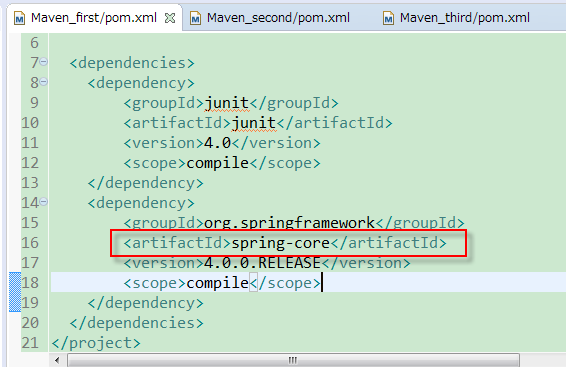 Maven_first/pom.xml Maven_second/pom.xml Maven_third/pom.xml
6
7 <dependencies>
8 <dependency>
9 <groupId>junit</groupId>
10 <artifactId>junit</artifactId>
11 <version>4.0</version>
12 <scope>compile</scope>
13 </dependency>
14 <dependency>
15 <groupId>org.springframework</groupId>
16 <artifactId>spring-core</artifactId>
17 <version>4.0.0.RELEASE</version>
18 <scope>compile</scope>
19 </dependency>
20 </dependencies>
21 </project>